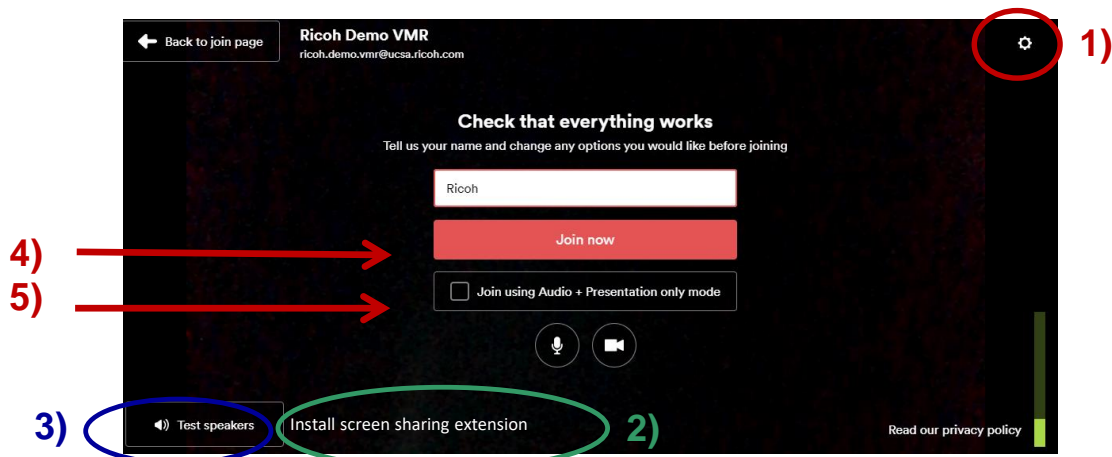 Back to join page
Ricoh Demo VMR
ricoh.demo.vmr@ucsa.ricoh.com
1)
Check that everything works
Tell us your name and change any options you would like before joining
Ricoh
4)
Join now
5)
Join using Audio + Presentation only mode
3)
Test speakers
Install screen sharing extension
2)
Read our privacy policy